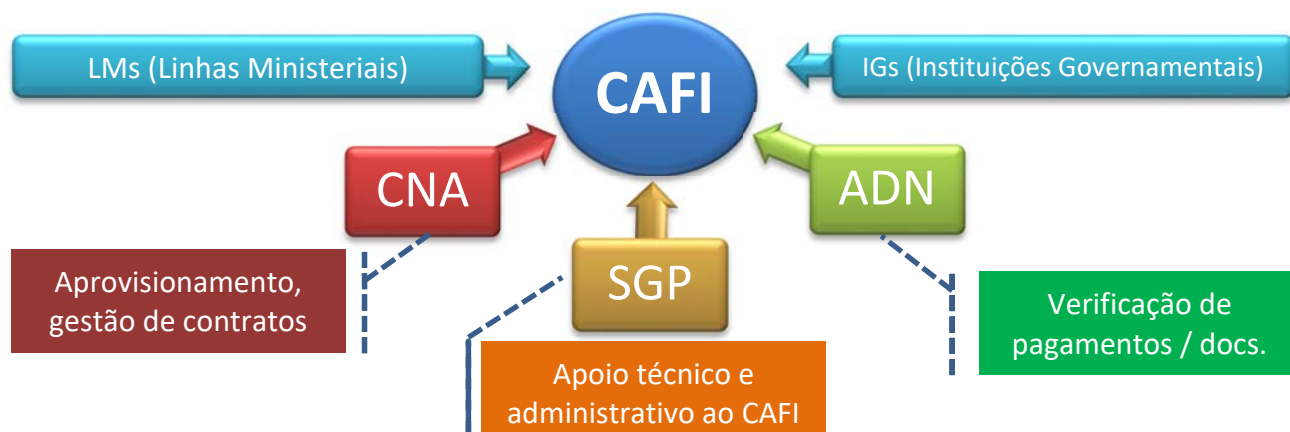 LMs (Linhas Ministeriais)
CAFI
IGs (Instituições Governamentais)
CNA
ADN
SGP
Aprovisionamento,
gestão de contratos
Verificação de
pagamentos / docs.
Apoio técnico e
administrativo ao CAFI